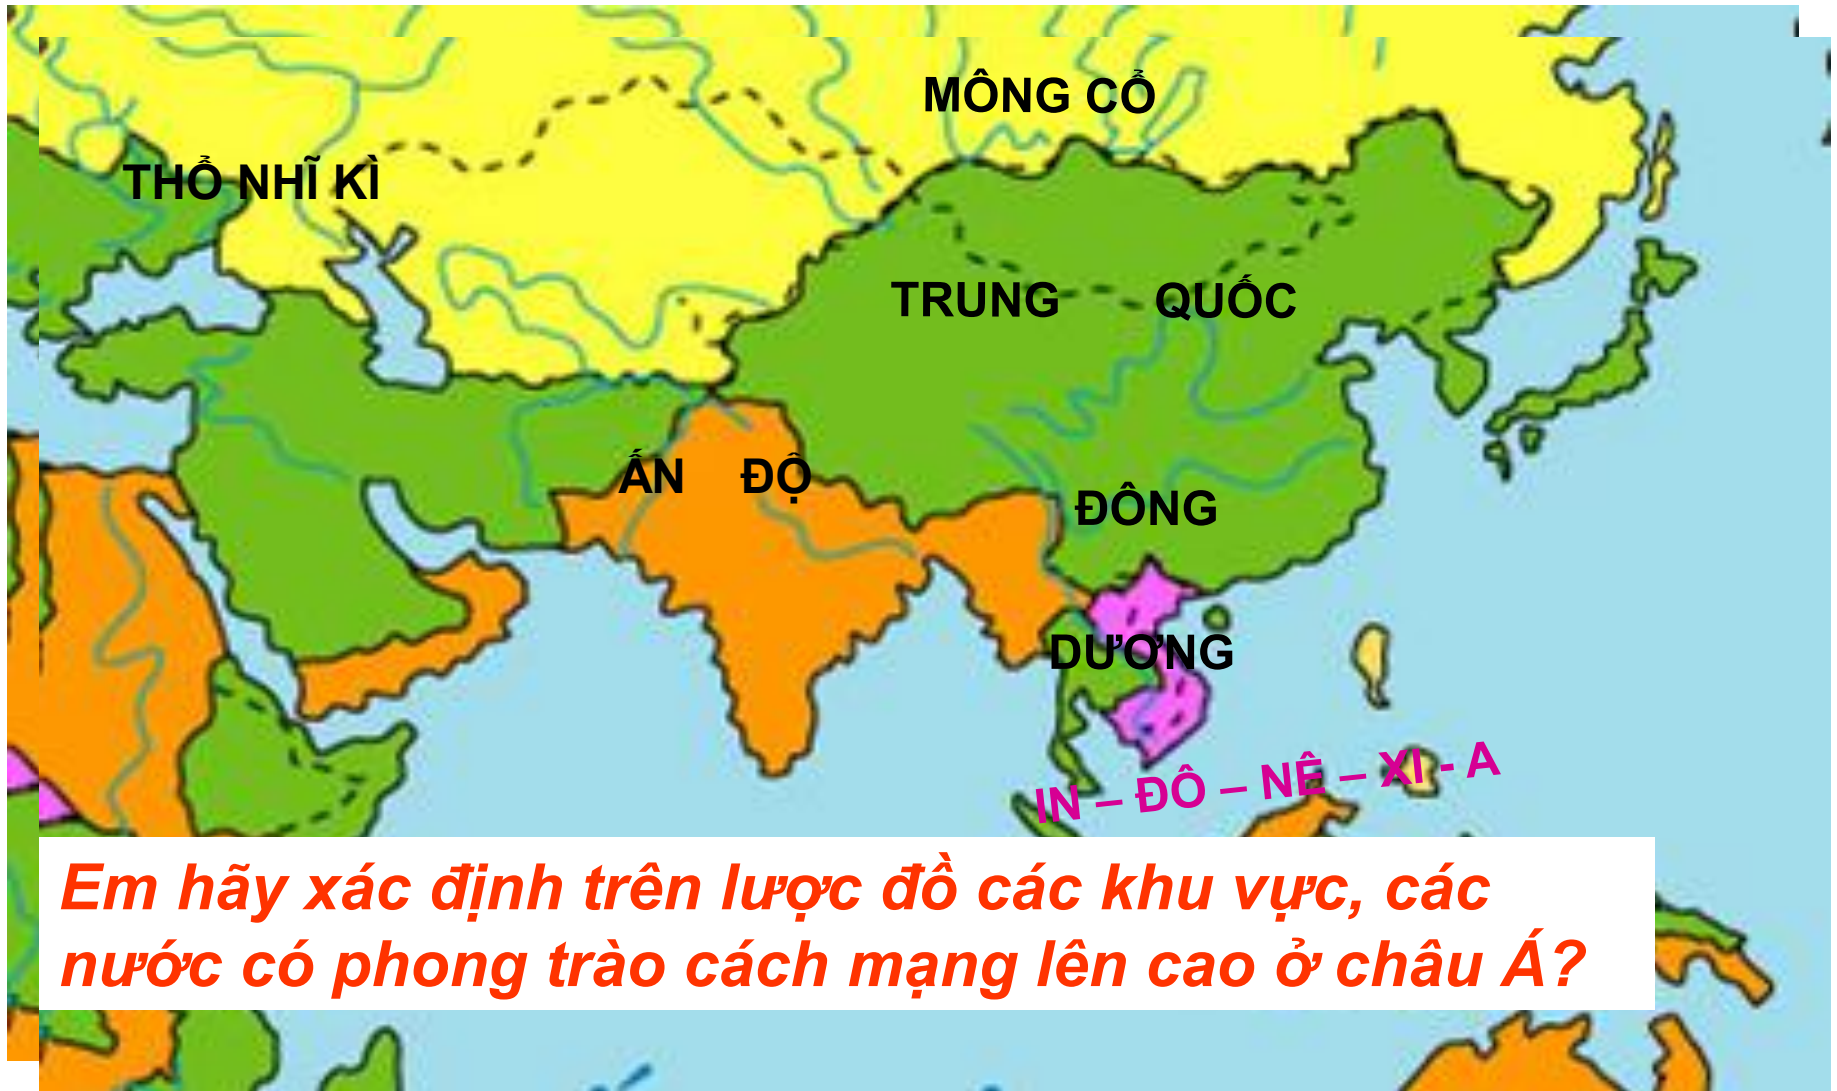 MÔNG CỔ
THỔ NHĨ KÌ
TRUNG QUỐC
ẤN ĐỘ
ĐÔNG
DƯƠNG
IN – ĐÔ – NÊ – XI - A
Em hãy xác định trên lược đồ các khu vực, các
nước có phong trào cách mạng lên cao ở châu Á?